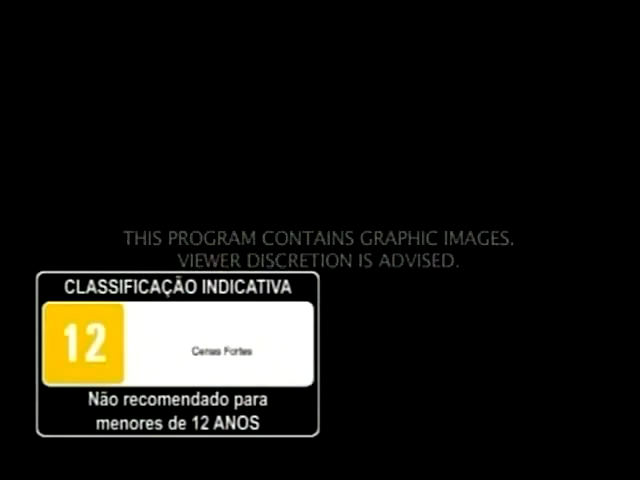 THIS PROGRAM CONTAINS GRAPHIC IMAGES.
VIEWER DISCRETION IS ADVISED.
CLASSIFICAÇÃO INDICATIVA
12
Cenas Fortes
Não recomendado para
menores de 12 ANOS